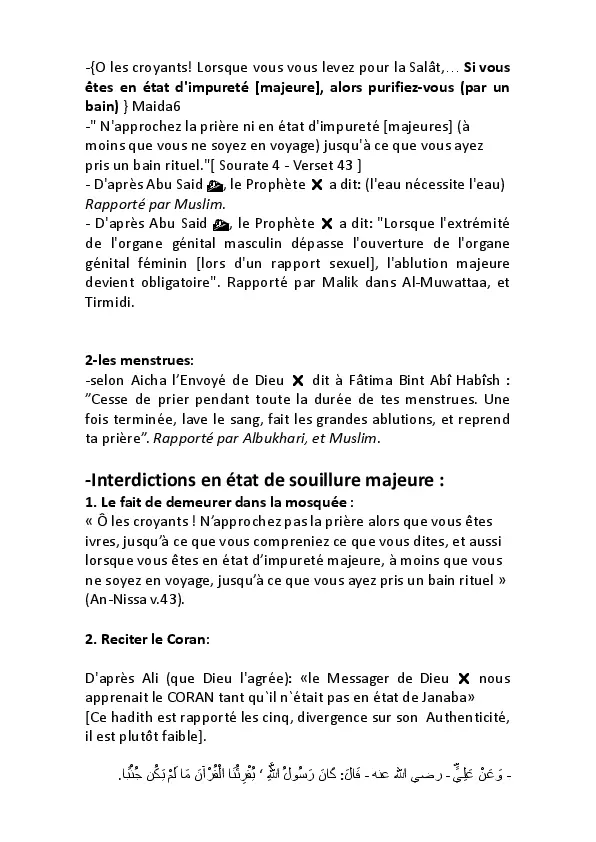 -{O les croyants! Lorsque vous vous levez pour la Salât,... Si vous
êtes en état d'impureté [majeure], alors purifiez-vous (par un
bain) } Maida6
-" N'approchez la prière ni en état d'impureté [majeures] (à
moins que vous ne soyez en voyage) jusqu'à ce que vous ayez
pris un bain rituel."[ Sourate 4 - Verset 43 ]
- D'après Abu Said , le Prophète ✗ a dit: (l'eau nécessite l'eau)
Rapporté par Muslim.
- D'après Abu Said , le Prophète ✗ a dit: "Lorsque l'extrémité
de l'organe génital masculin dépasse l'ouverture de l'organe
génital féminin [lors d'un rapport sexuel], l'ablution majeure
devient obligatoire". Rapporté par Malik dans Al-Muwattaa, et
Tirmidi.
2-les menstrues:
-selon Aicha l’Envoyé de Dieu ✗ dit à Fâtima Bint Abî Habîsh :
”Cesse de prier pendant toute la durée de tes menstrues. Une
fois terminée, lave le sang, fait les grandes ablutions, et reprend
ta prière”. Rapporté par Albukhari, et Muslim.
-Interdictions en état de souillure majeure :
1. Le fait de demeurer dans la mosquée :
« Ô les croyants ! N’approchez pas la prière alors que vous êtes
ivres, jusqu’à ce que vous compreniez ce que vous dites, et aussi
lorsque vous êtes en état d’impureté majeure, à moins que vous
ne soyez en voyage, jusqu’à ce que vous ayez pris un bain rituel »
(An-Nissa v.43).
2. Reciter le Coran:
D'après Ali (que Dieu l'agrée): «le Messager de Dieu ✗ nous
apprenait le CORAN tant qu`il n`était pas en état de Janaba»
[Ce hadith est rapporté les cinq, divergence sur son Authenticité,
il est plutôt faible].
- وَعَنْ عَلِيٍّ - رضي الله عنه - قَالَ: كَانَ رَسُولُ اللَّهِ ‘ يُقْرِئُنَا الْقُرْآنَ مَا لَمْ يَكُن جُنُبًا.